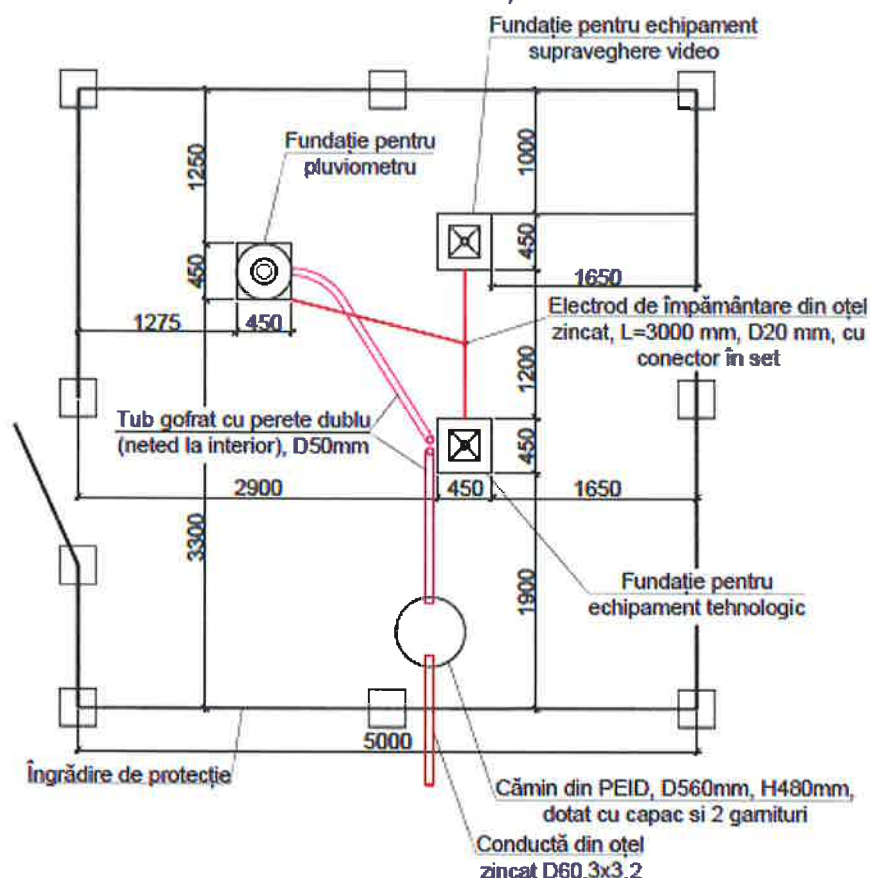 Fundație pentru echipament
supraveghere video
Fundație pentru
pluviometru
1250
1000
450
450
1650
1275
450
Electrod de împământare din oțel
zincat, L=3000 mm, D20 mm, cu
conector în set
1200
Tub gofrat cu perete dublu
(neted la interior), D50mm
450
2900
450
1650
3300
1900
Fundație pentru
echipament tehnologic
5000
Îngrădire de protecție
Cămin din PEID, D560mm, H480mm,
dotat cu capac si 2 garnituri
Conductă din oțel
zincat D60,3x3,2